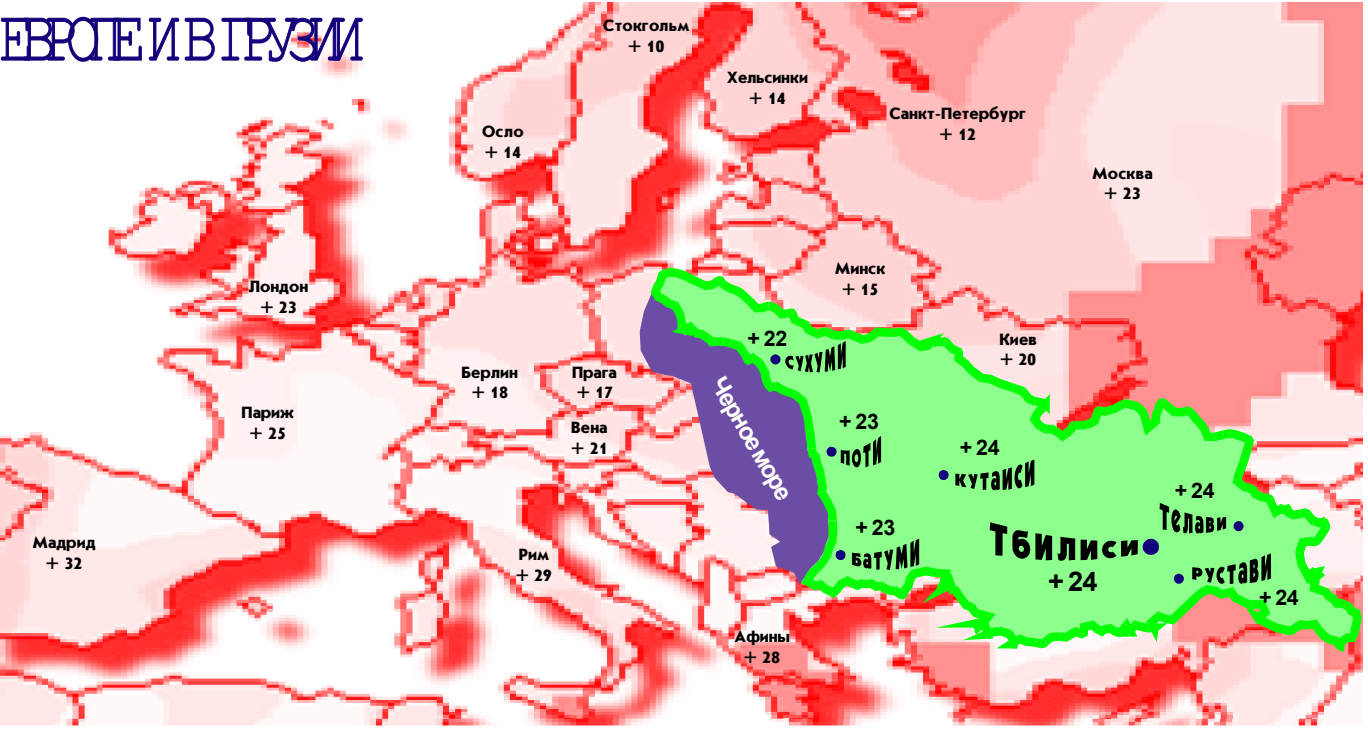 ЕВРОПЕ И В ГРУЗИИ
Стокгольм
+ 10
Хельсинки
+ 14
Санкт-Петербург
+ 12
Осло
+ 14
Москва
+ 23
Минск
+ 15
Лондон
+ 23
Киев
+ 20
+ 22
СУХУМИ
Берлин
+ 18
Прага
+ 17
Париж
+ 25
Вена
+ 21
Черное море
+ 23
ПОТИ
+ 24
КУТАИСИ
+ 24
Телави
Мадрид
+ 32
Рим
+ 29
+ 23
БАТУМИ
Тбилиси
+ 24
РУСТАВИ
+ 24
Афины
+ 28